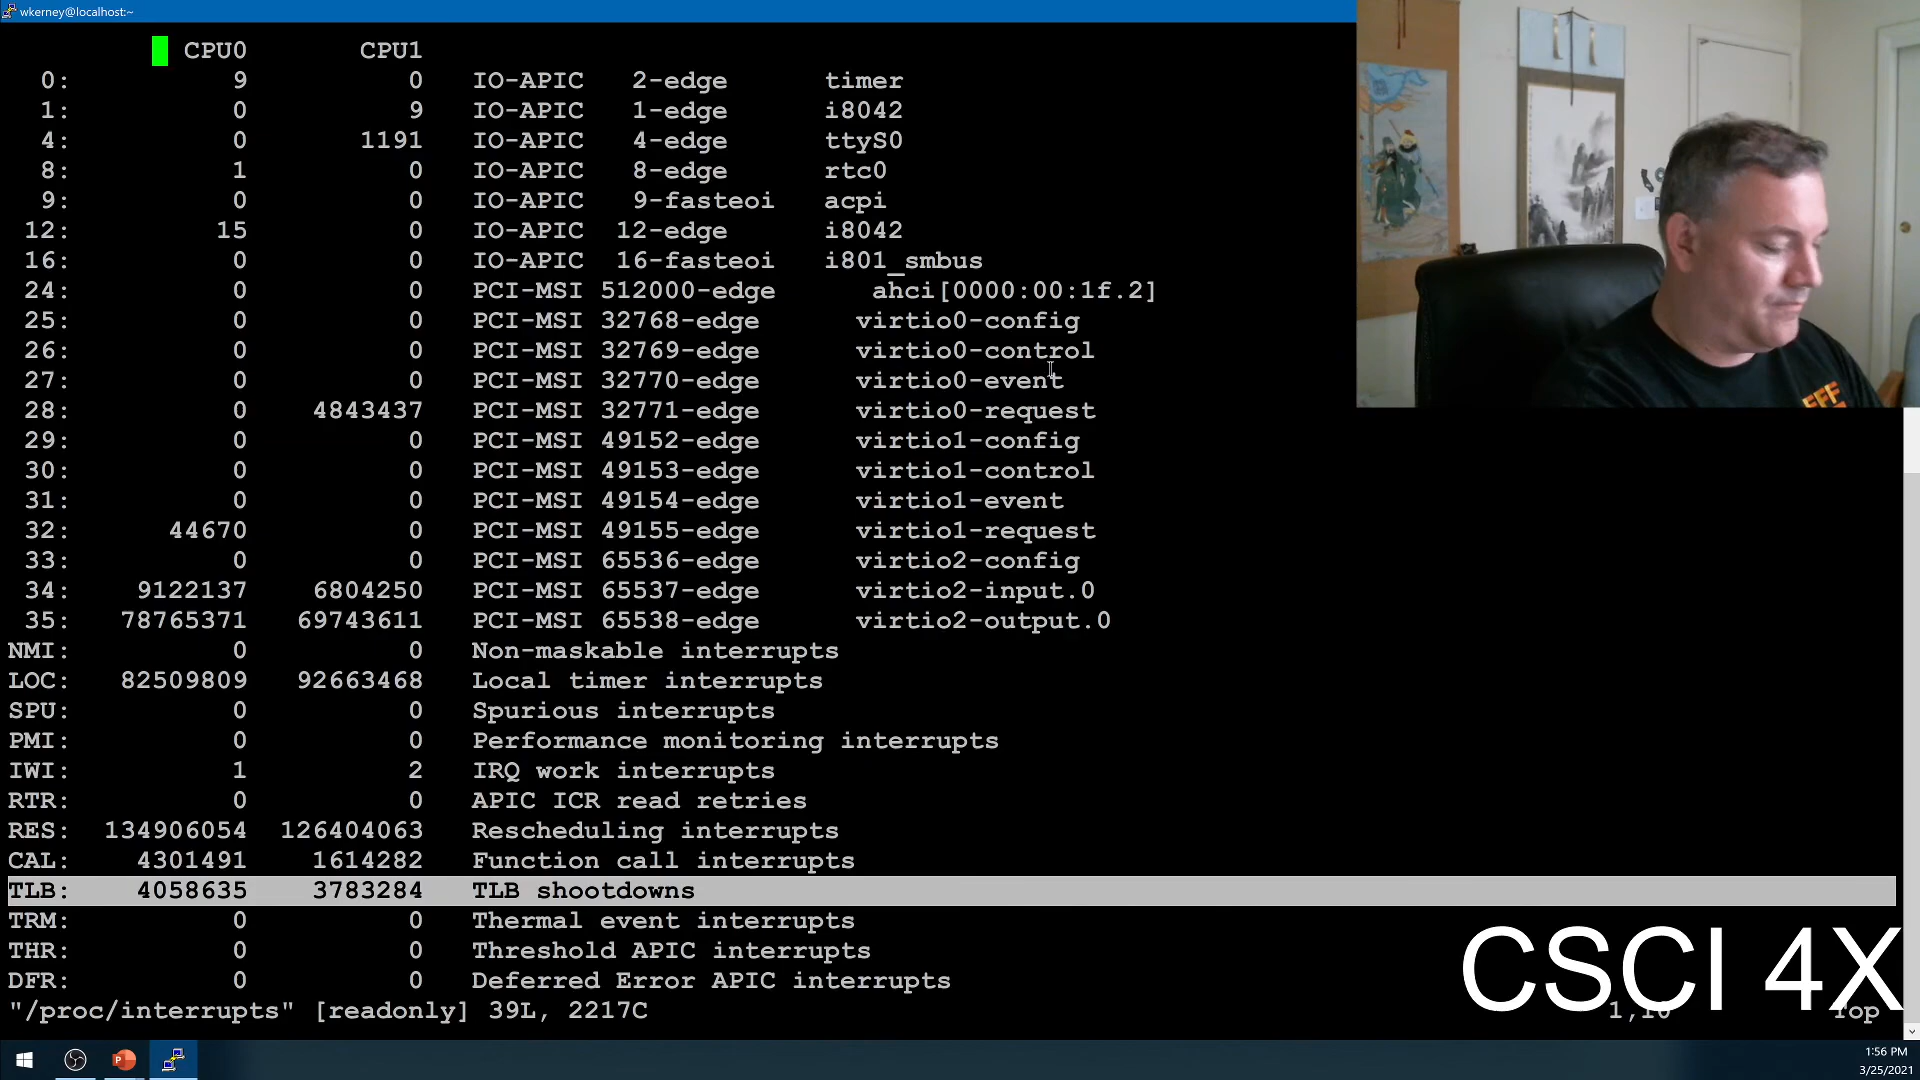 wkerney@localhost:~
CPU0 CPU1
0: 9 0 IO-APIC 2-edge timer
1: 0 9 IO-APIC 1-edge i8042
4: 0 1191 IO-APIC 4-edge ttyS0
8: 1 0 IO-APIC 8-edge rtc0
9: 0 0 IO-APIC 9-fasteoi acpi
12: 15 0 IO-APIC 12-edge i8042
16: 0 0 IO-APIC 16-fasteoi i801_smbus
24: 0 0 PCI-MSI 512000-edge ahci[0000:00:1f.2]
25: 0 0 PCI-MSI 32768-edge virtio0-config
26: 0 0 PCI-MSI 32769-edge virtio0-control
27: 0 0 PCI-MSI 32770-edge virtio0-event
28: 0 4843437 PCI-MSI 32771-edge virtio0-request
29: 0 0 PCI-MSI 49152-edge virtio1-config
30: 0 0 PCI-MSI 49153-edge virtio1-control
31: 0 0 PCI-MSI 49154-edge virtio1-event
32: 44670 0 PCI-MSI 49155-edge virtio1-request
33: 0 0 PCI-MSI 65536-edge virtio2-config
34: 9122137 6804250 PCI-MSI 65537-edge virtio2-input.0
35: 78765371 69743611 PCI-MSI 65538-edge virtio2-output.0
NMI: 0 0 Non-maskable interrupts
LOC: 82509809 92663468 Local timer interrupts
SPU: 0 0 Spurious interrupts
PMI: 0 0 Performance monitoring interrupts
IWI: 1 2 IRQ work interrupts
RTR: 0 0 APIC ICR read retries
RES: 134906054 126404063 Rescheduling interrupts
CAL: 4301491 1614282 Function call interrupts
TLB: 4058635 3783284 TLB shootdowns
TRM: 0 0 Thermal event interrupts
THR: 0 0 Threshold APIC interrupts
DFR: 0 0 Deferred Error APIC interrupts
"/proc/interrupts" [readonly] 39L, 2217C
CSCI 4X
Top
1:56 PM
3/25/2021